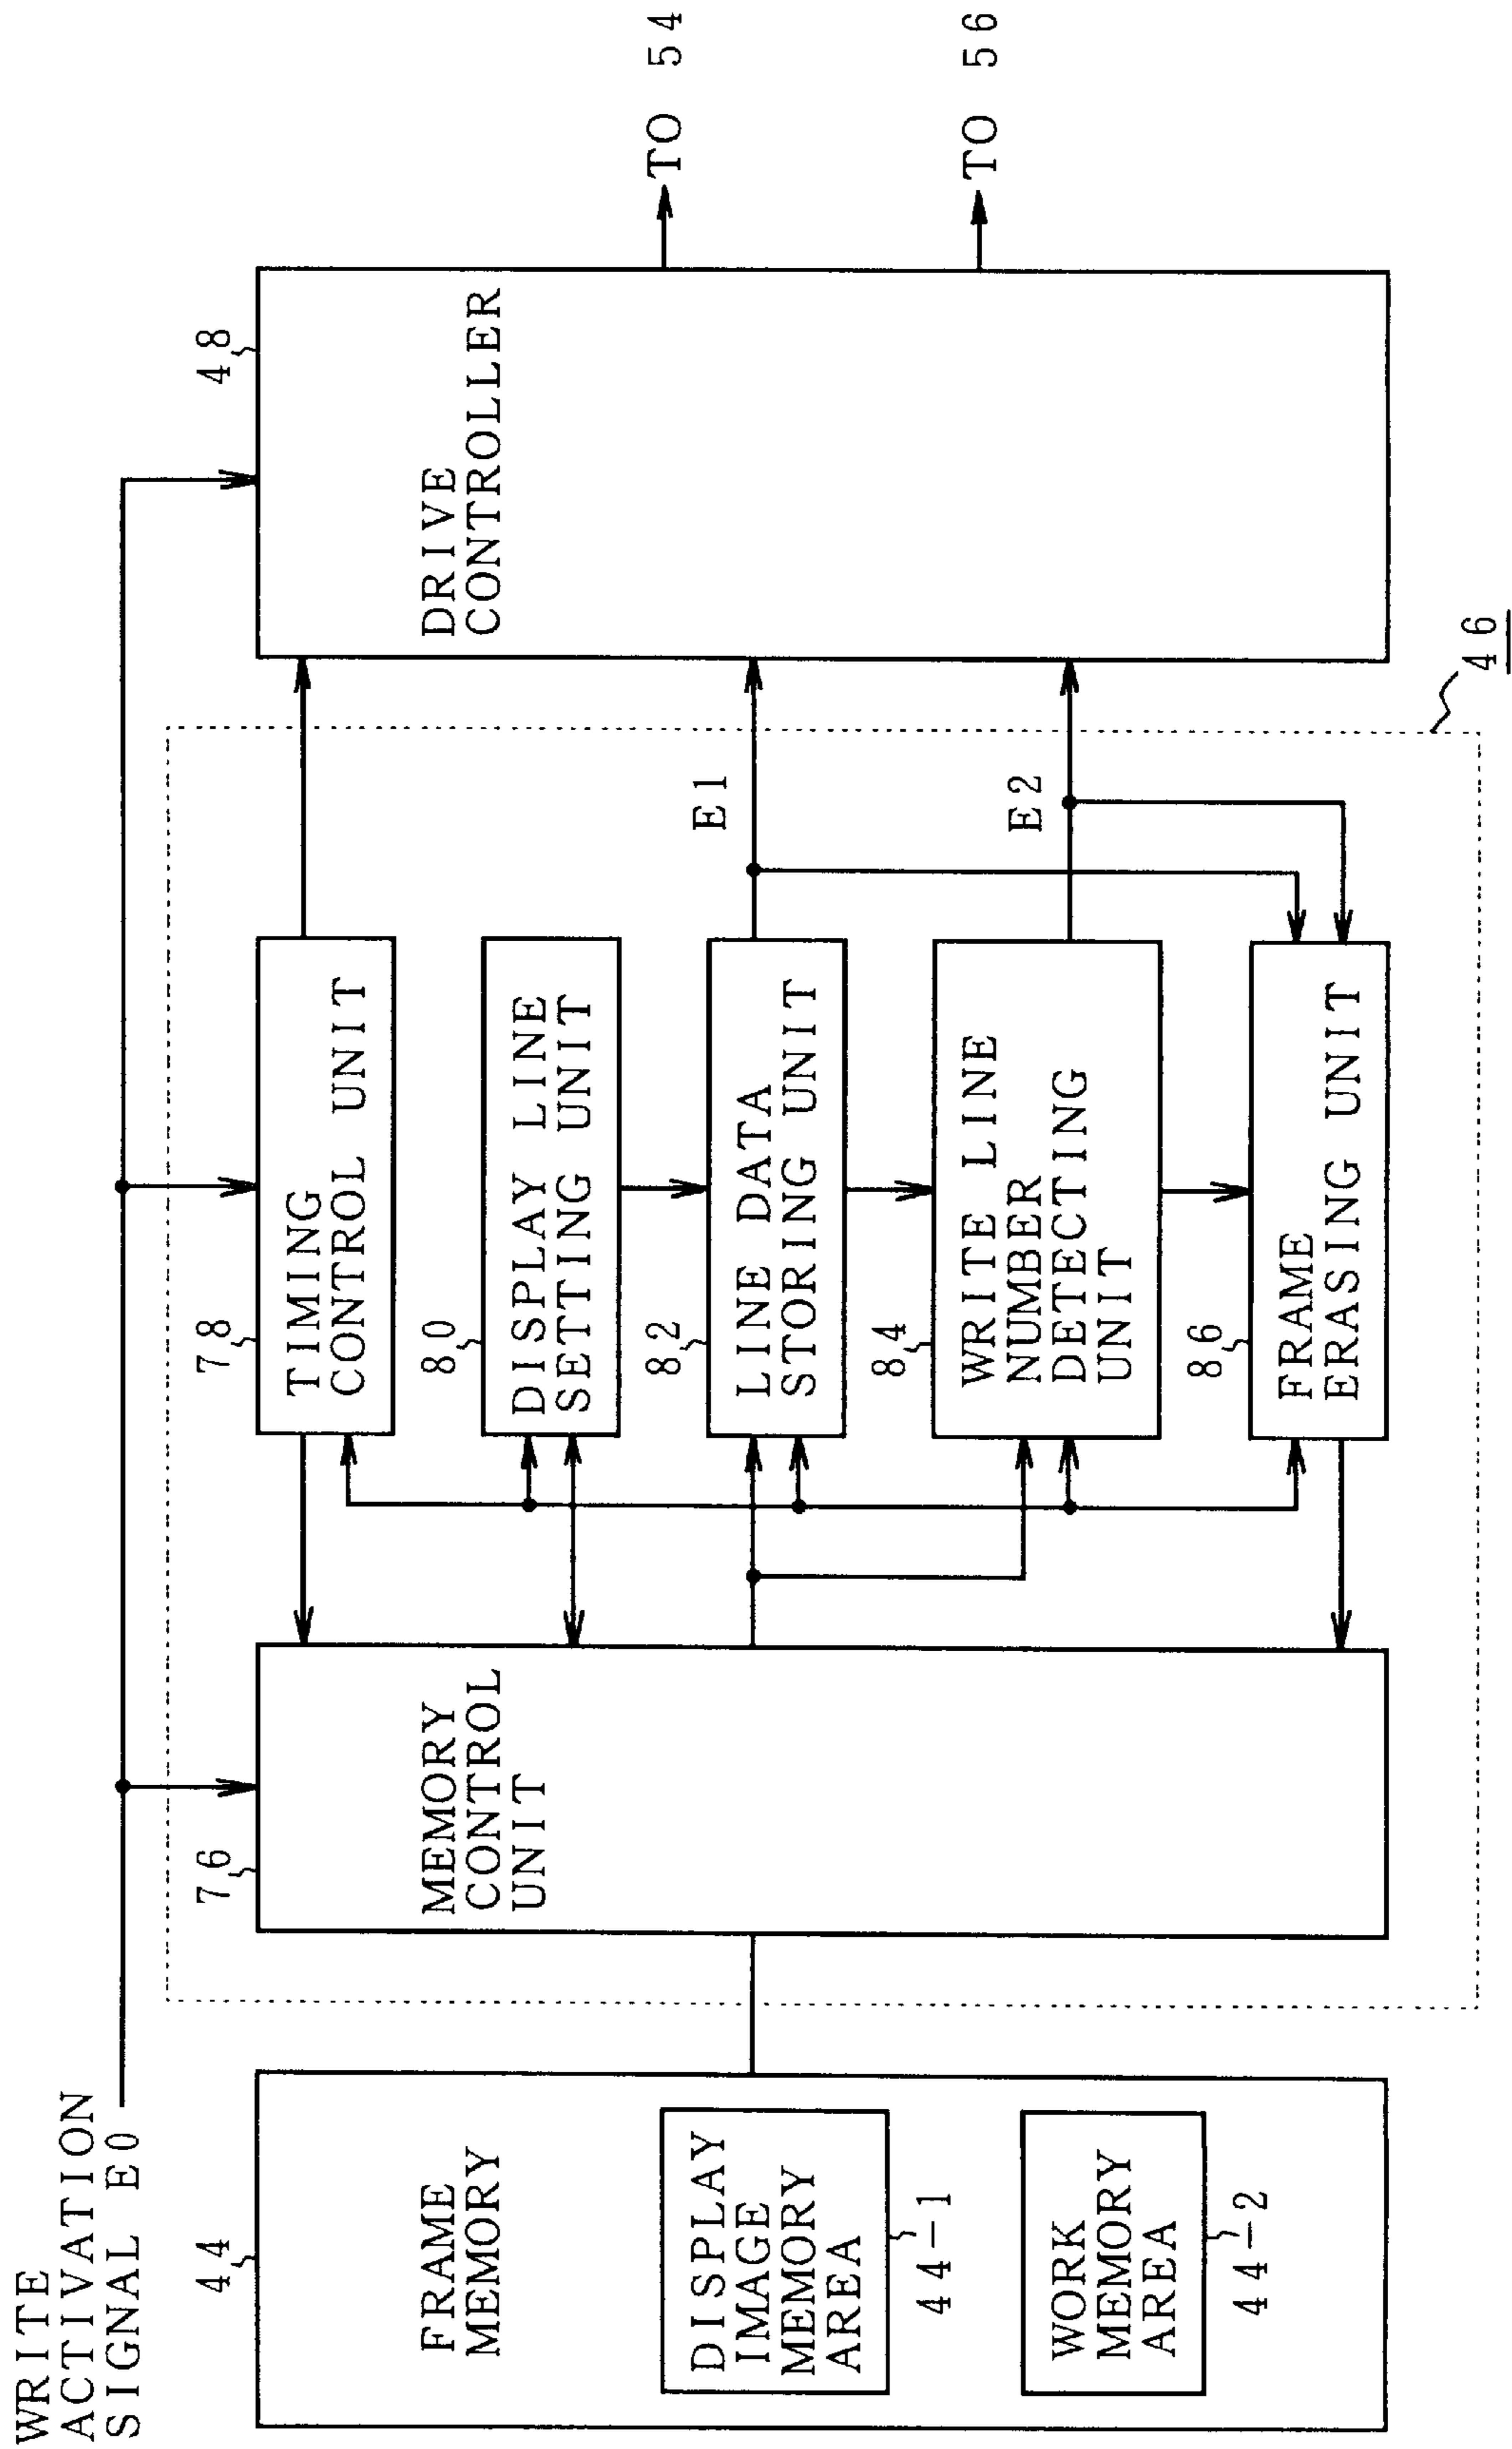 WRITE
ACTIVATION
SIGNAL E0
44
FRAME
MEMORY
DISPLAY
IMAGE
MEMORY
AREA
44-1
WORK
MEMORY
AREA
44-2
76
MEMORY
CONTROL
UNIT
78
TIMING
CONTROL UNIT
80
DISPLAY LINE
SETTING UNIT
82
LINE DATA
STORING UNIT
84
WRITE LINE
NUMBER
DETECTING
UNIT
86
FRAME
ERASING UNIT
E1
E2
46
48
DRIVE
CONTROLLER
TO 54
TO 56